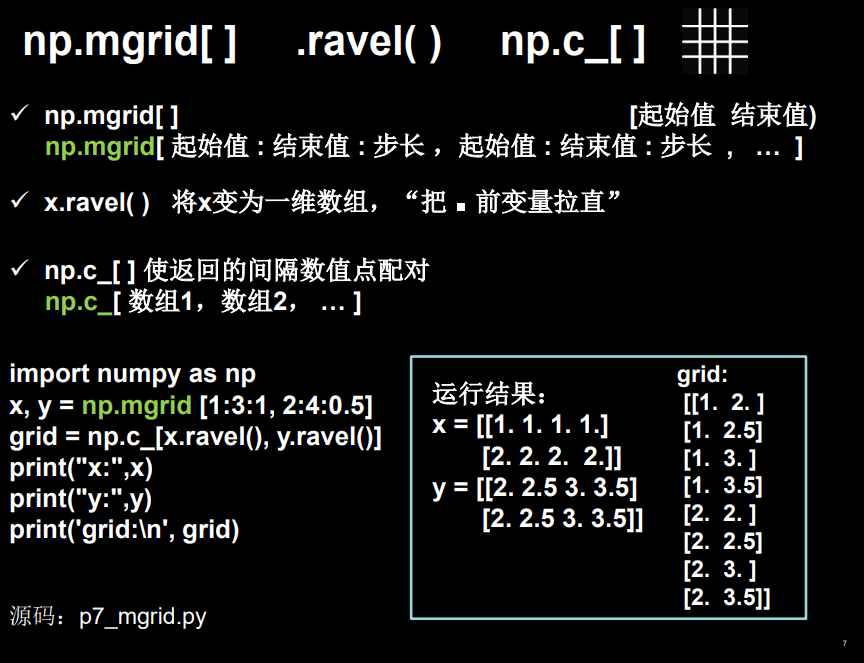 np.mgrid[ ] .ravel( ) np.c_[ ]
✓ np.mgrid[ ] [起始值 结束值)
np.mgrid[ 起始值 : 结束值 : 步长 ，起始值 : 结束值 : 步长 ， … ]
✓ x.ravel( ) 将x变为一维数组，“把 . 前变量拉直”
✓ np.c_[ ] 使返回的间隔数值点配对
np.c_[ 数组1，数组2， … ]
import numpy as np
x, y = np.mgrid [1:3:1, 2:4:0.5]
grid = np.c_[x.ravel(), y.ravel()]
print("x:",x)
print("y:",y)
print('grid:\n', grid)
源码：p7_mgrid.py
运行结果：
x = [[1. 1. 1. 1.]
[2. 2. 2. 2.]]
y = [[2. 2.5 3. 3.5]
[2. 2.5 3. 3.5]]
grid:
[[1. 2. ]
[1. 2.5]
[1. 3. ]
[1. 3.5]
[2. 2. ]
[2. 2.5]
[2. 3. ]
[2. 3.5]]
7